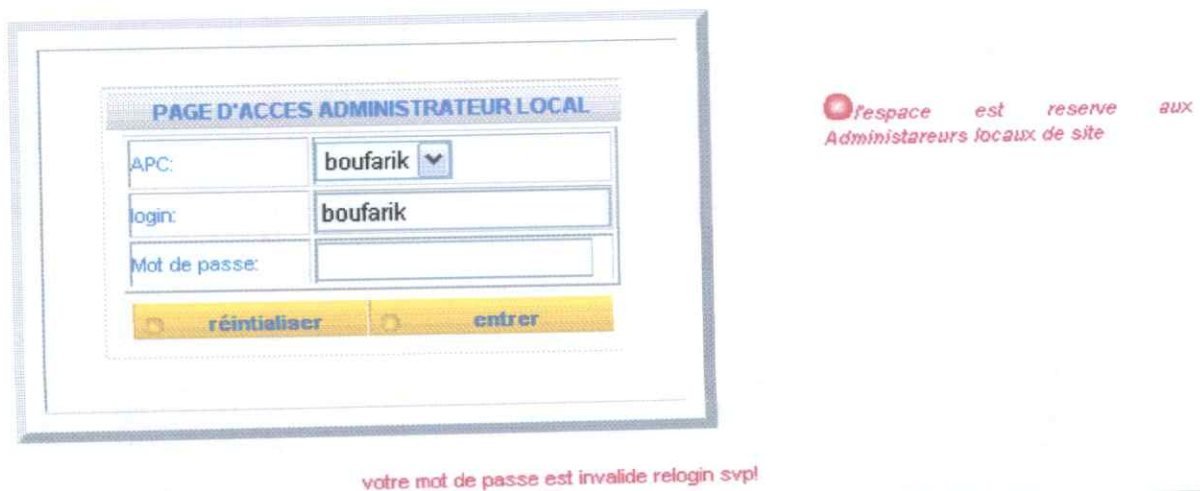 PAGE D'ACCES ADMINISTRATEUR LOCAL
APC: boufarik
login: boufarik
Mot de passe:
réintialiser entrer
l'espace est reserve aux
Administareurs locaux de site
votre mot de passe est invalide relogin svp!